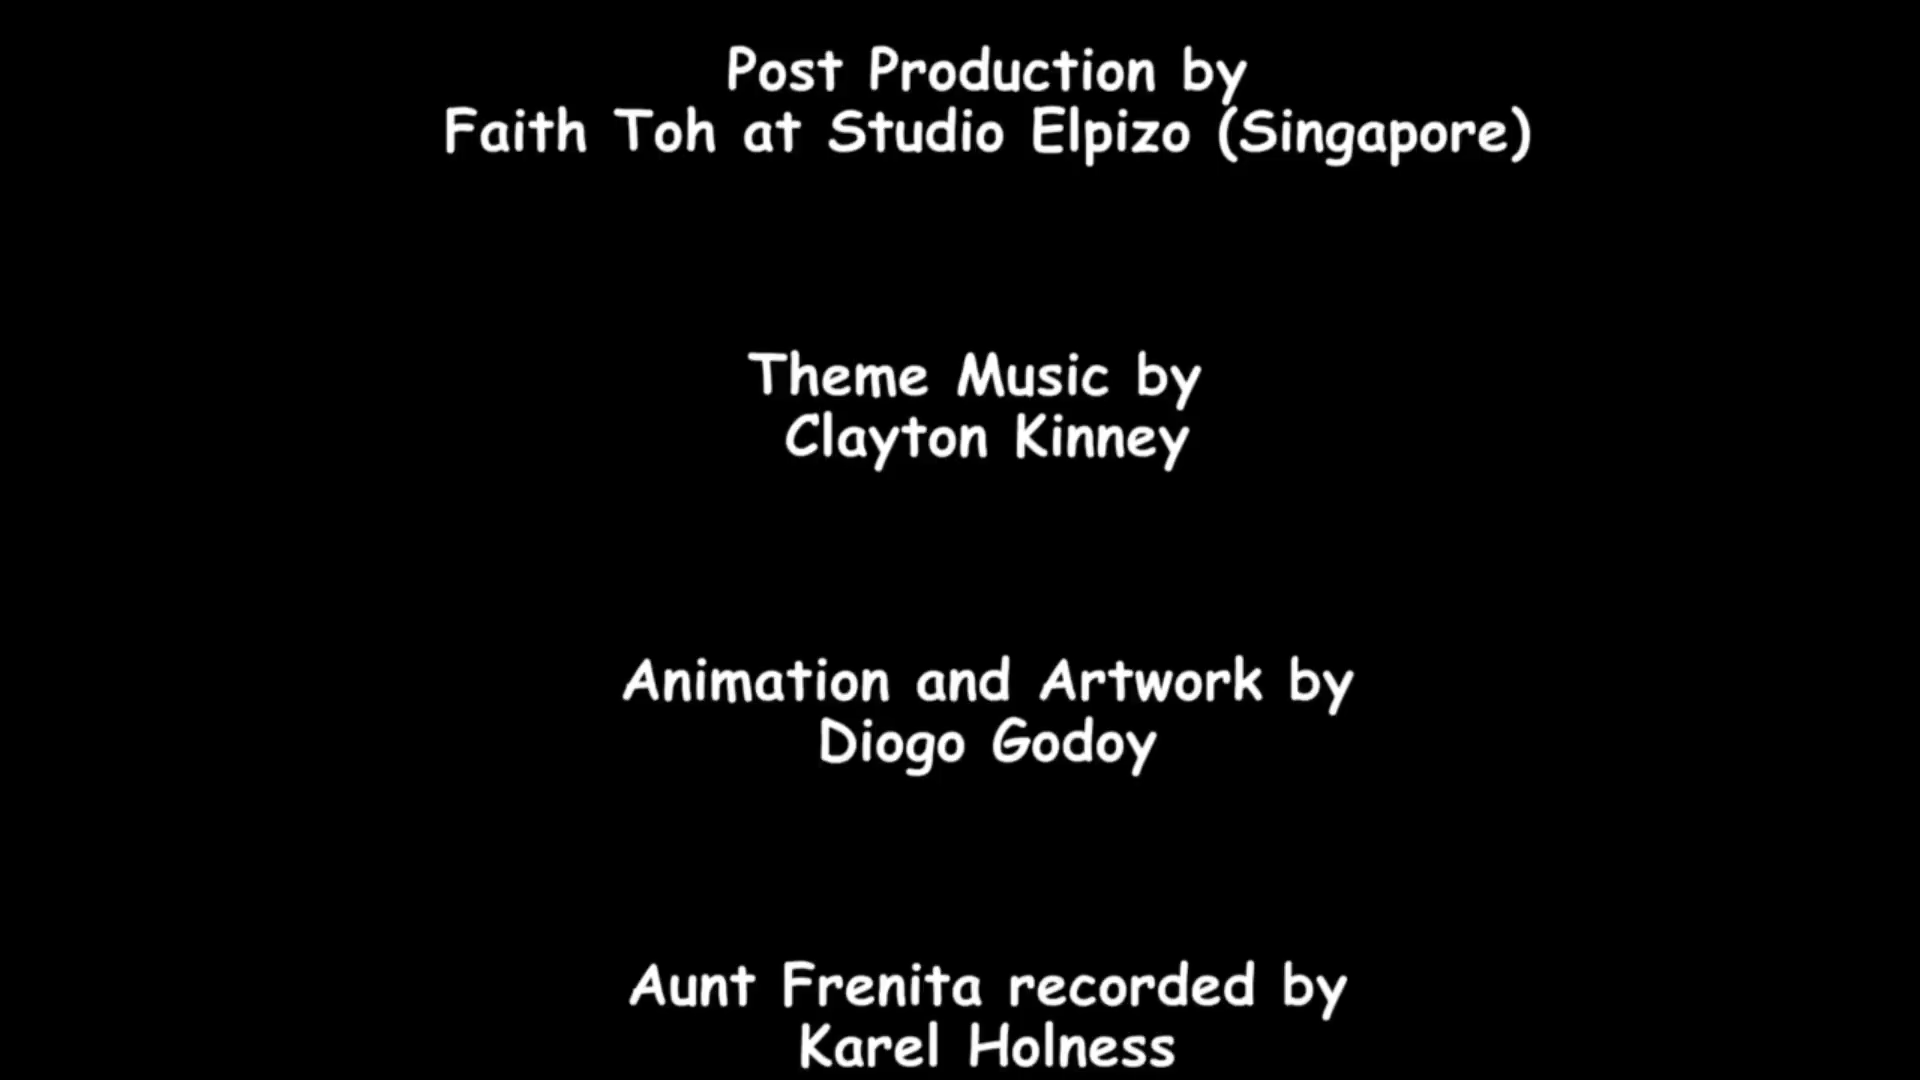 Post Production by
Faith Toh at Studio Elpizo (Singapore)
Theme Music by
Clayton Kinney
Animation and Artwork by
Diogo Godoy
Aunt Frenita recorded by
Karel Holness